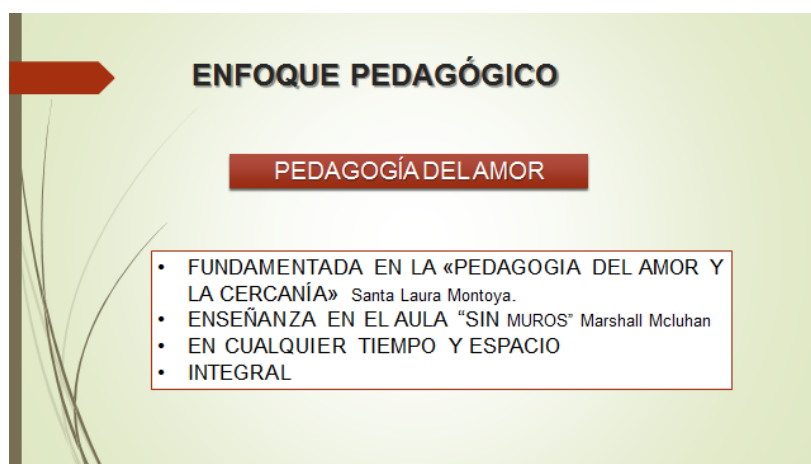 ENFOQUE PEDAGÓGICO
PEDAGOGÍA DEL AMOR
• FUNDAMENTADA EN LA «PEDAGOGIA DEL AMOR Y
LA CERCANÍA» Santa Laura Montoya.
• ENSEÑANZA EN EL AULA “SIN MUROS” Marshall Mcluhan
• EN CUALQUIER TIEMPO Y ESPACIO
• INTEGRAL